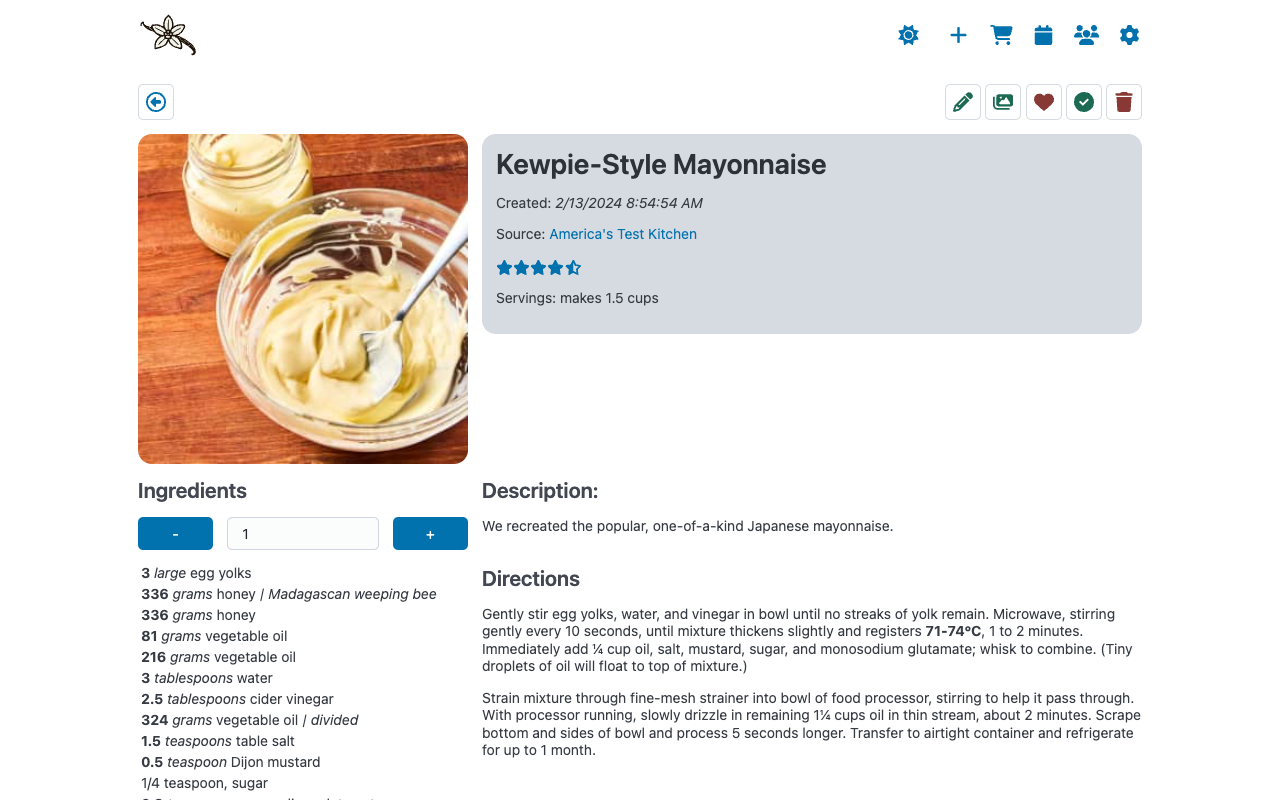 Kewpie-Style Mayonnaise
Created: 2/13/2024 8:54:54 AM
Source: America's Test Kitchen
Servings: makes 1.5 cups
Ingredients
- 1 +
3 large egg yolks
336 grams honey / Madagascan weeping bee
336 grams honey
81 grams vegetable oil
216 grams vegetable oil
3 tablespoons water
2.5 tablespoons cider vinegar
324 grams vegetable oil / divided
1.5 teaspoons table salt
0.5 teaspoon Dijon mustard
1/4 teaspoon, sugar
Description:
We recreated the popular, one-of-a-kind Japanese mayonnaise.
Directions
Gently stir egg yolks, water, and vinegar in bowl until no streaks of yolk remain. Microwave, stirring
gently every 10 seconds, until mixture thickens slightly and registers 71-74°C, 1 to 2 minutes.
Immediately add ¼ cup oil, salt, mustard, sugar, and monosodium glutamate; whisk to combine. (Tiny
droplets of oil will float to top of mixture.)
Strain mixture through fine-mesh strainer into bowl of food processor, stirring to help it pass through.
With processor running, slowly drizzle in remaining 1¼ cups oil in thin stream, about 2 minutes. Scrape
bottom and sides of bowl and process 5 seconds longer. Transfer to airtight container and refrigerate
for up to 1 month.